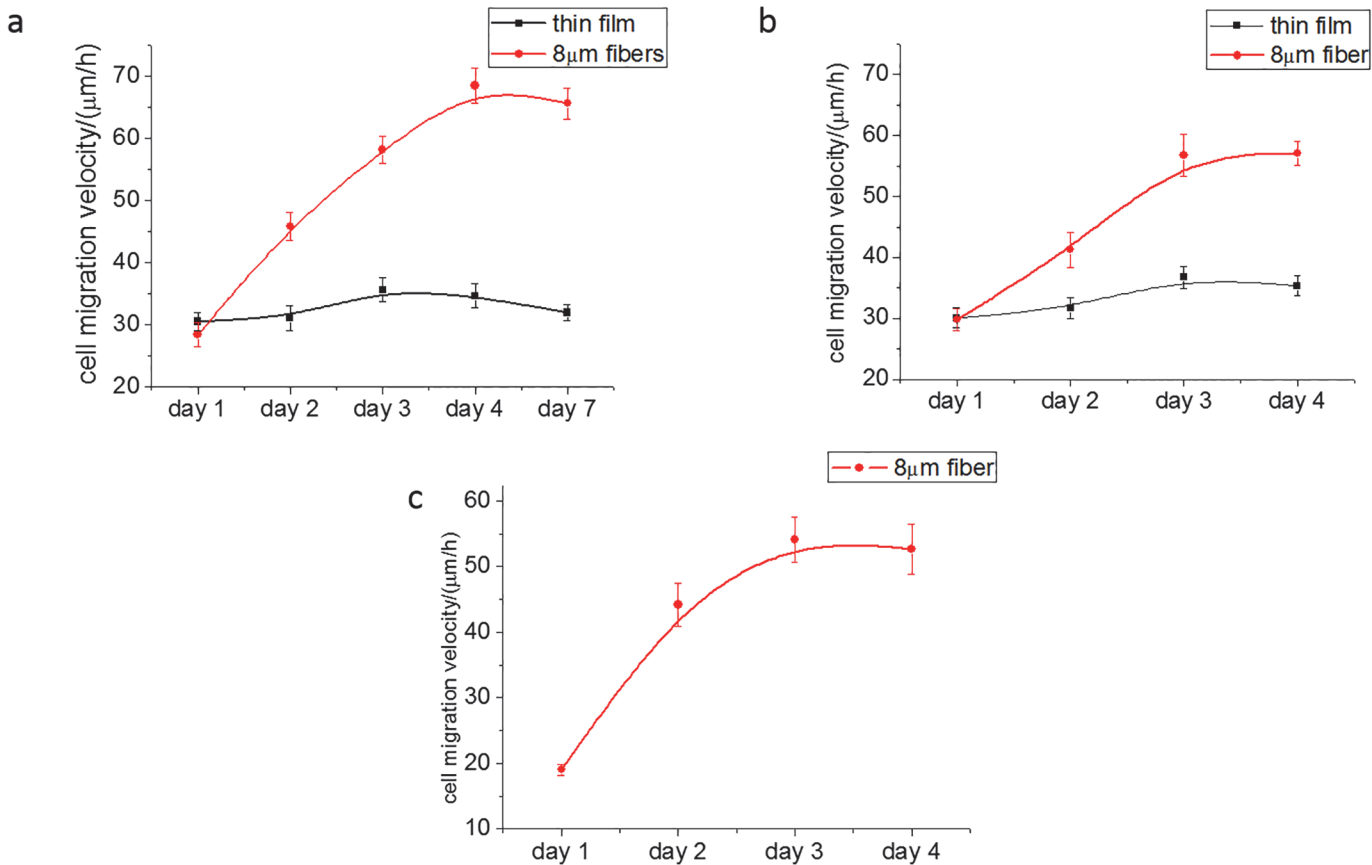 a
thin film
8μm fibers
cell migration velocity/(μm/h)
70
60
50
40
30
20
day 1 day 2 day 3 day 4 day 7
b
thin film
8μm fiber
cell migration velocity/(μm/h)
70
60
50
40
30
20
day 1 day 2 day 3 day 4
c
8μm fiber
cell migration velocity/(μm/h)
60
50
40
30
20
10
day 1 day 2 day 3 day 4